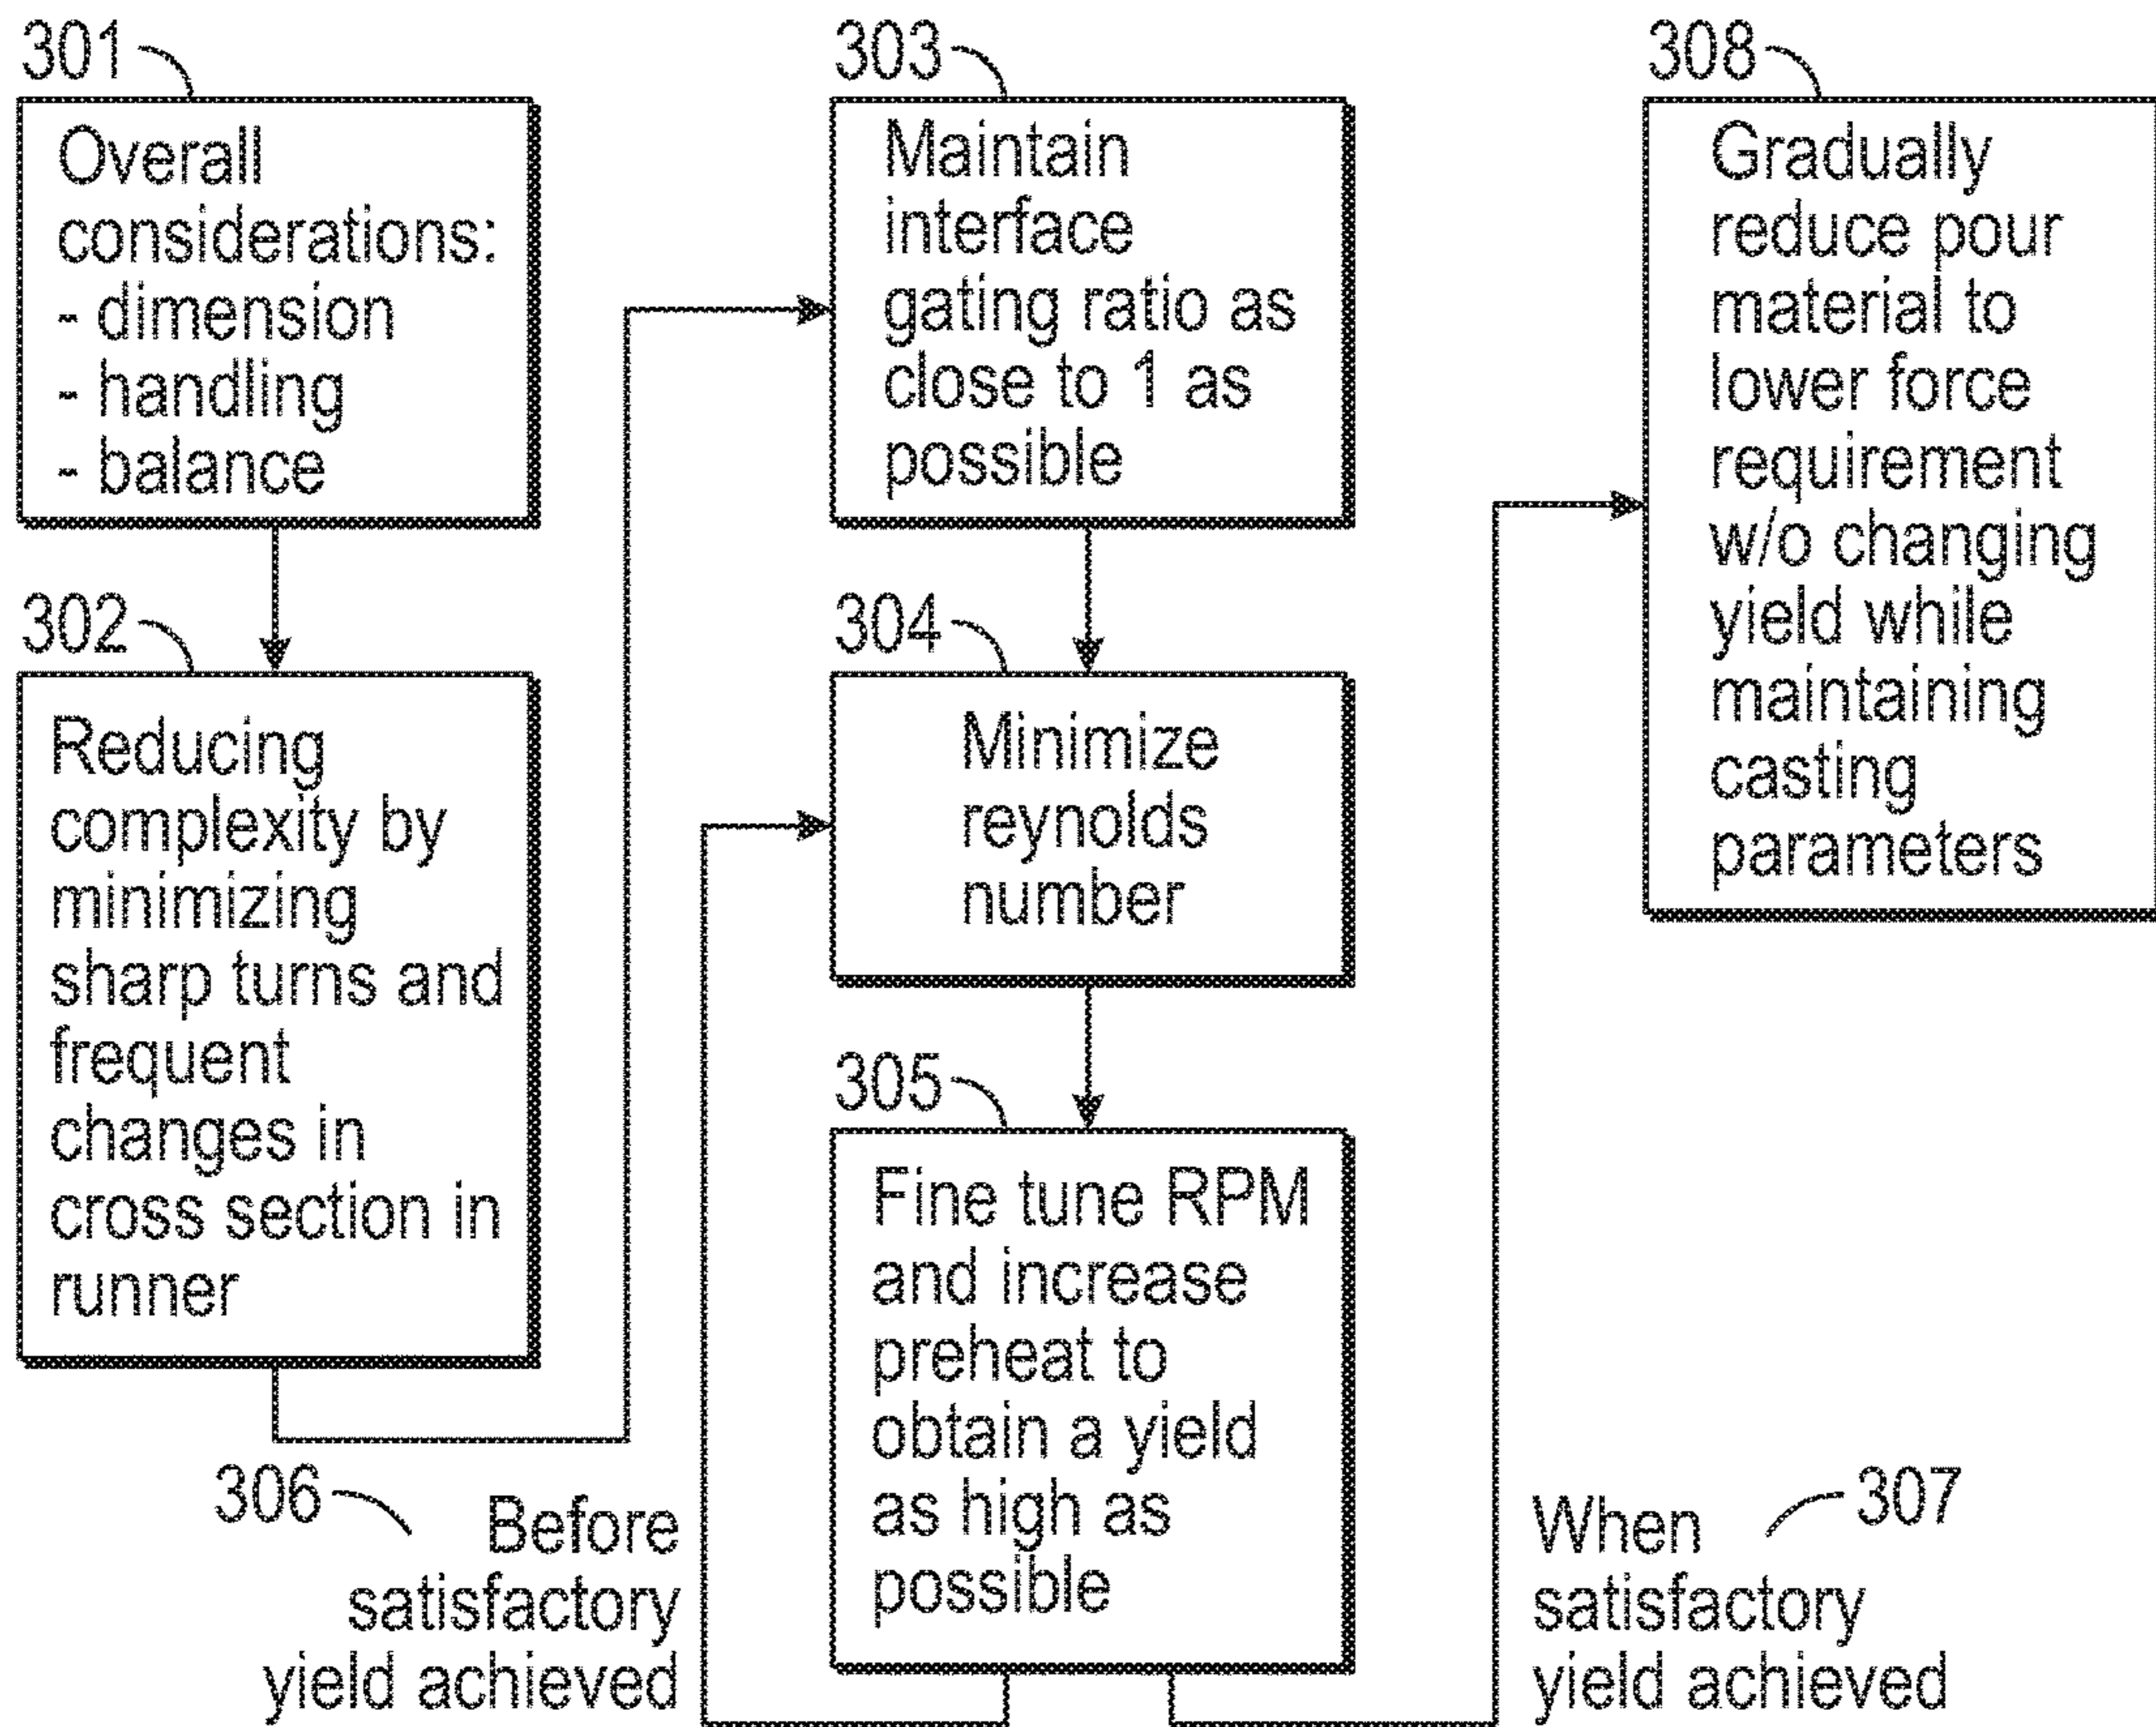 301
Overall
considerations:
- dimension
- handling
- balance
302
Reducing
complexity by
minimizing
sharp turns and
frequent
changes in
cross section in
runner
303
Maintain
interface
gating ratio as
close to 1 as
possible
304
Minimize
reynolds
number
305
Fine tune RPM
and increase
preheat to
obtain a yield
as high as
possible
306
Before
satisfactory
yield achieved
307
When
satisfactory
yield achieved
308
Gradually
reduce pour
material to
lower force
requirement
w/o changing
yield while
maintaining
casting
parameters